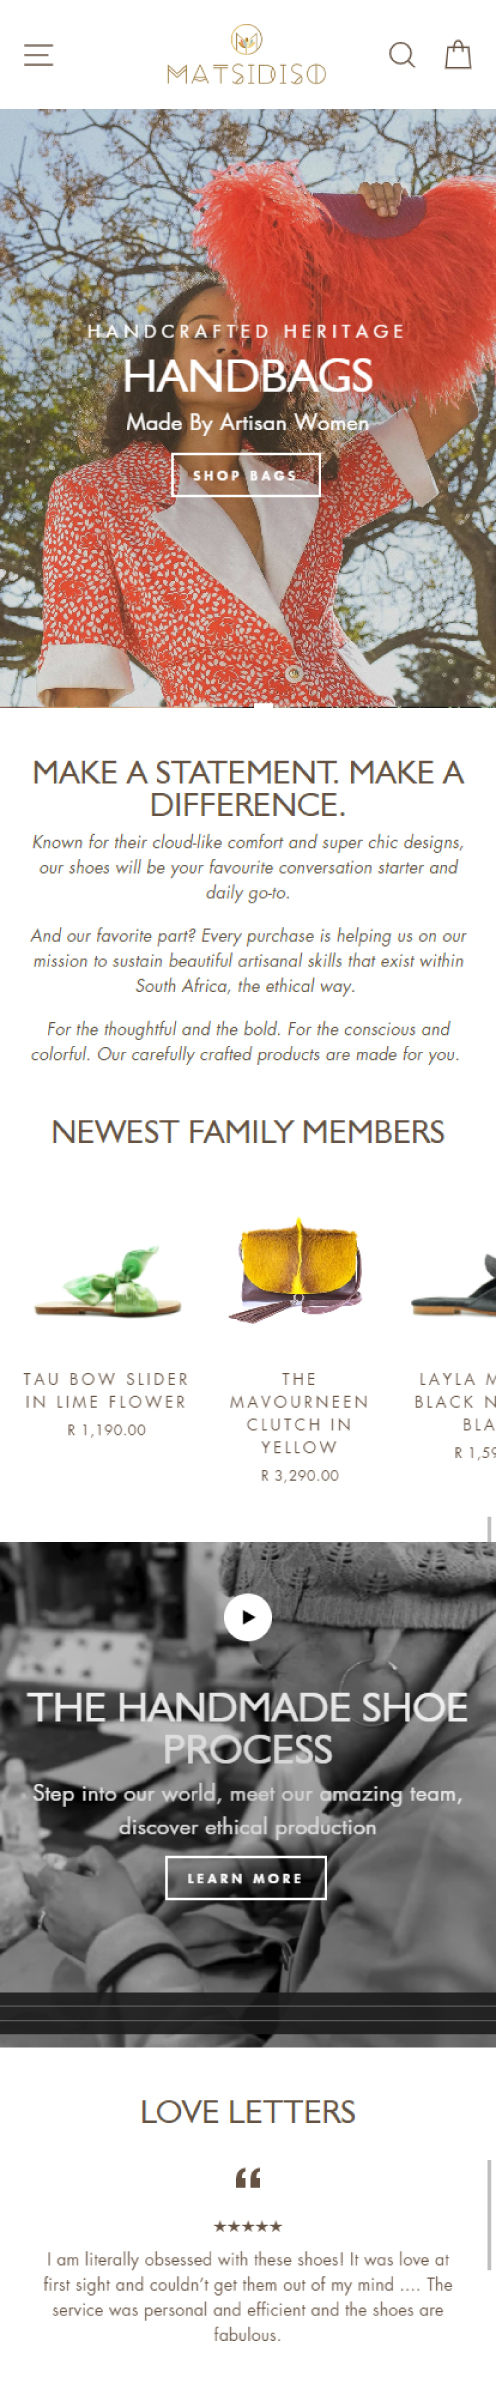 MATSIDISO
HANDCRAFTED HERITAGE
HANDBAGS
Made By Artisan Women
SHOP BAGS
MAKE A STATEMENT. MAKE A
DIFFERENCE.
Known for their cloud-like comfort and super chic designs,
our shoes will be your favourite conversation starter and
daily go-to.
And our favorite part? Every purchase is helping us on our
mission to sustain beautiful artisanal skills that exist within
South Africa, the ethical way.
For the thoughtful and the bold. For the conscious and
colorful. Our carefully crafted products are made for you.
NEWEST FAMILY MEMBERS
TAU BOW SLIDER
IN LIME FLOWER
R 1,190.00
THE
MAVOURNEEN
CLUTCH IN
YELLOW
R 3,290.00
LAYLA M
BLACK N
BLA
R 1,59
THE HANDMADE SHOE
PROCESS
Step into our world, meet our amazing team,
discover ethical production
LEARN MORE
LOVE LETTERS
“
★★★★★
I am literally obsessed with these shoes! It was love at
first sight and couldn’t get them out of my mind .... The
service was personal and efficient and the shoes are
fabulous.